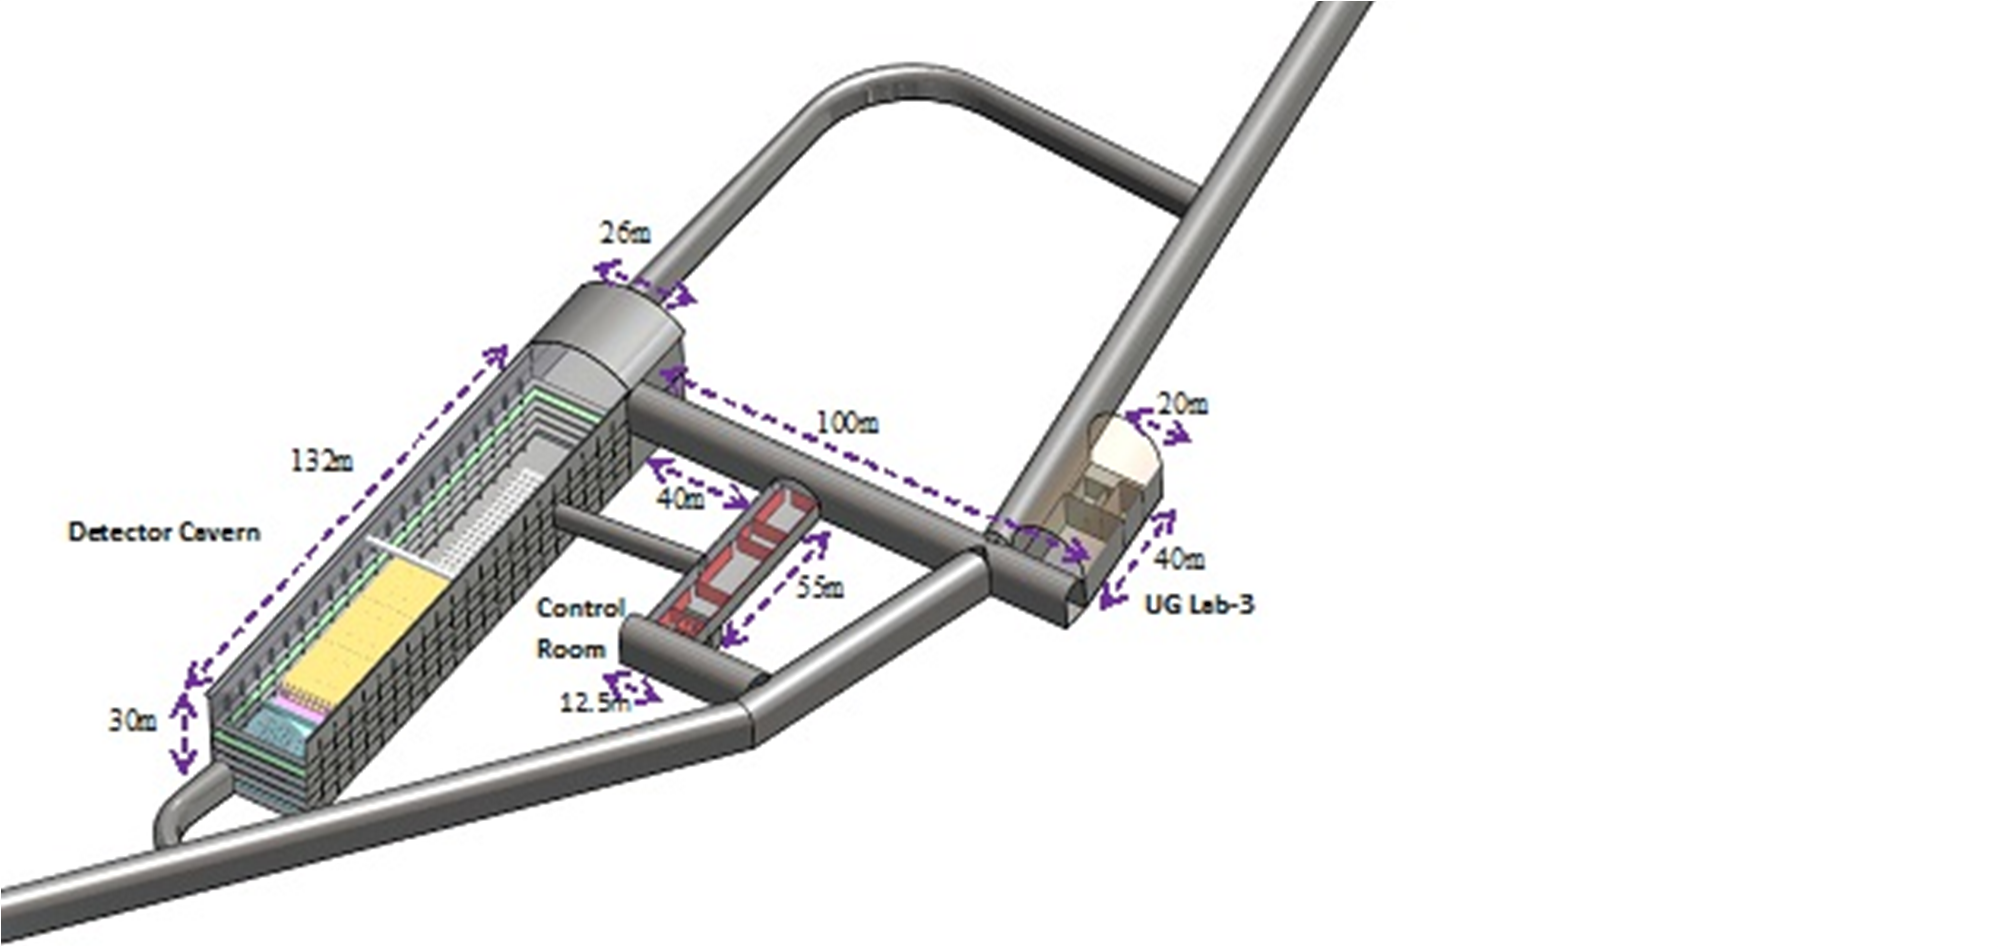 26m
20m
100m
132m
40m
Detector Cavern
40m
55m
Control
Room
UG Lab-3
12.5m
30m